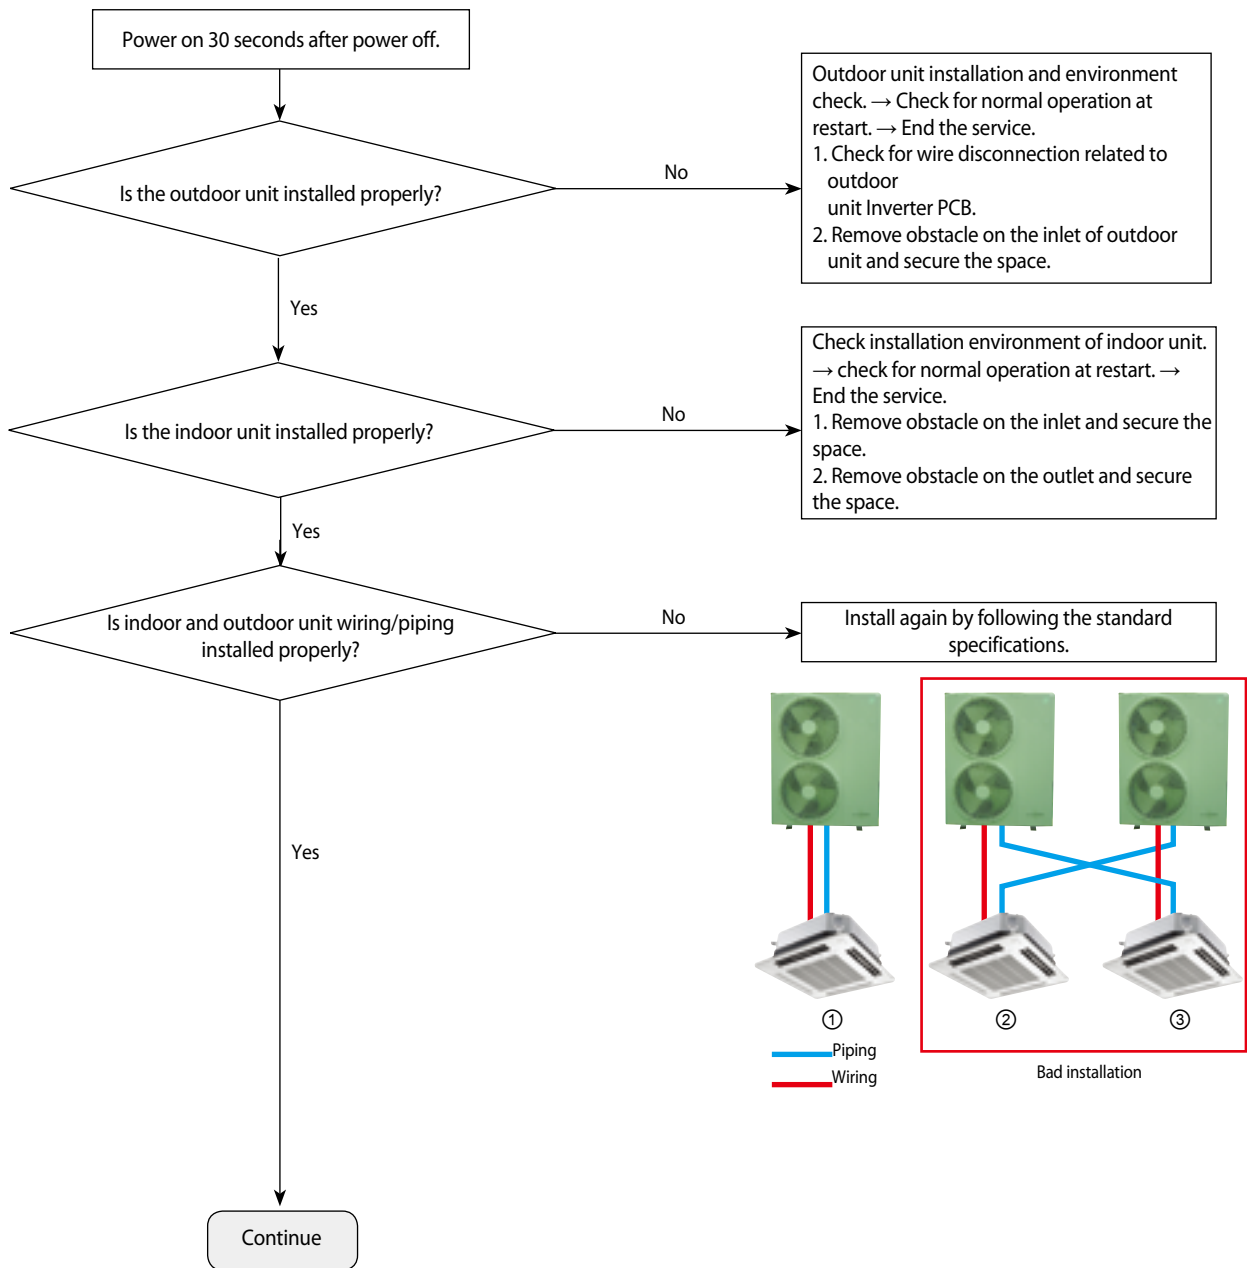 Power on 30 seconds after power off.
Is the outdoor unit installed properly?
No
Outdoor unit installation and environment
check. → Check for normal operation at
restart. → End the service.
1. Check for wire disconnection related to
outdoor
unit Inverter PCB.
2. Remove obstacle on the inlet of outdoor
unit and secure the space.
Yes
Is the indoor unit installed properly?
No
Check installation environment of indoor unit.
→ check for normal operation at restart. →
End the service.
1. Remove obstacle on the inlet and secure the
space.
2. Remove obstacle on the outlet and secure
the space.
Yes
Is indoor and outdoor unit wiring/piping
installed properly?
No
Install again by following the standard
specifications.
Yes
①
②
③
Piping
Wiring
Bad installation
Continue